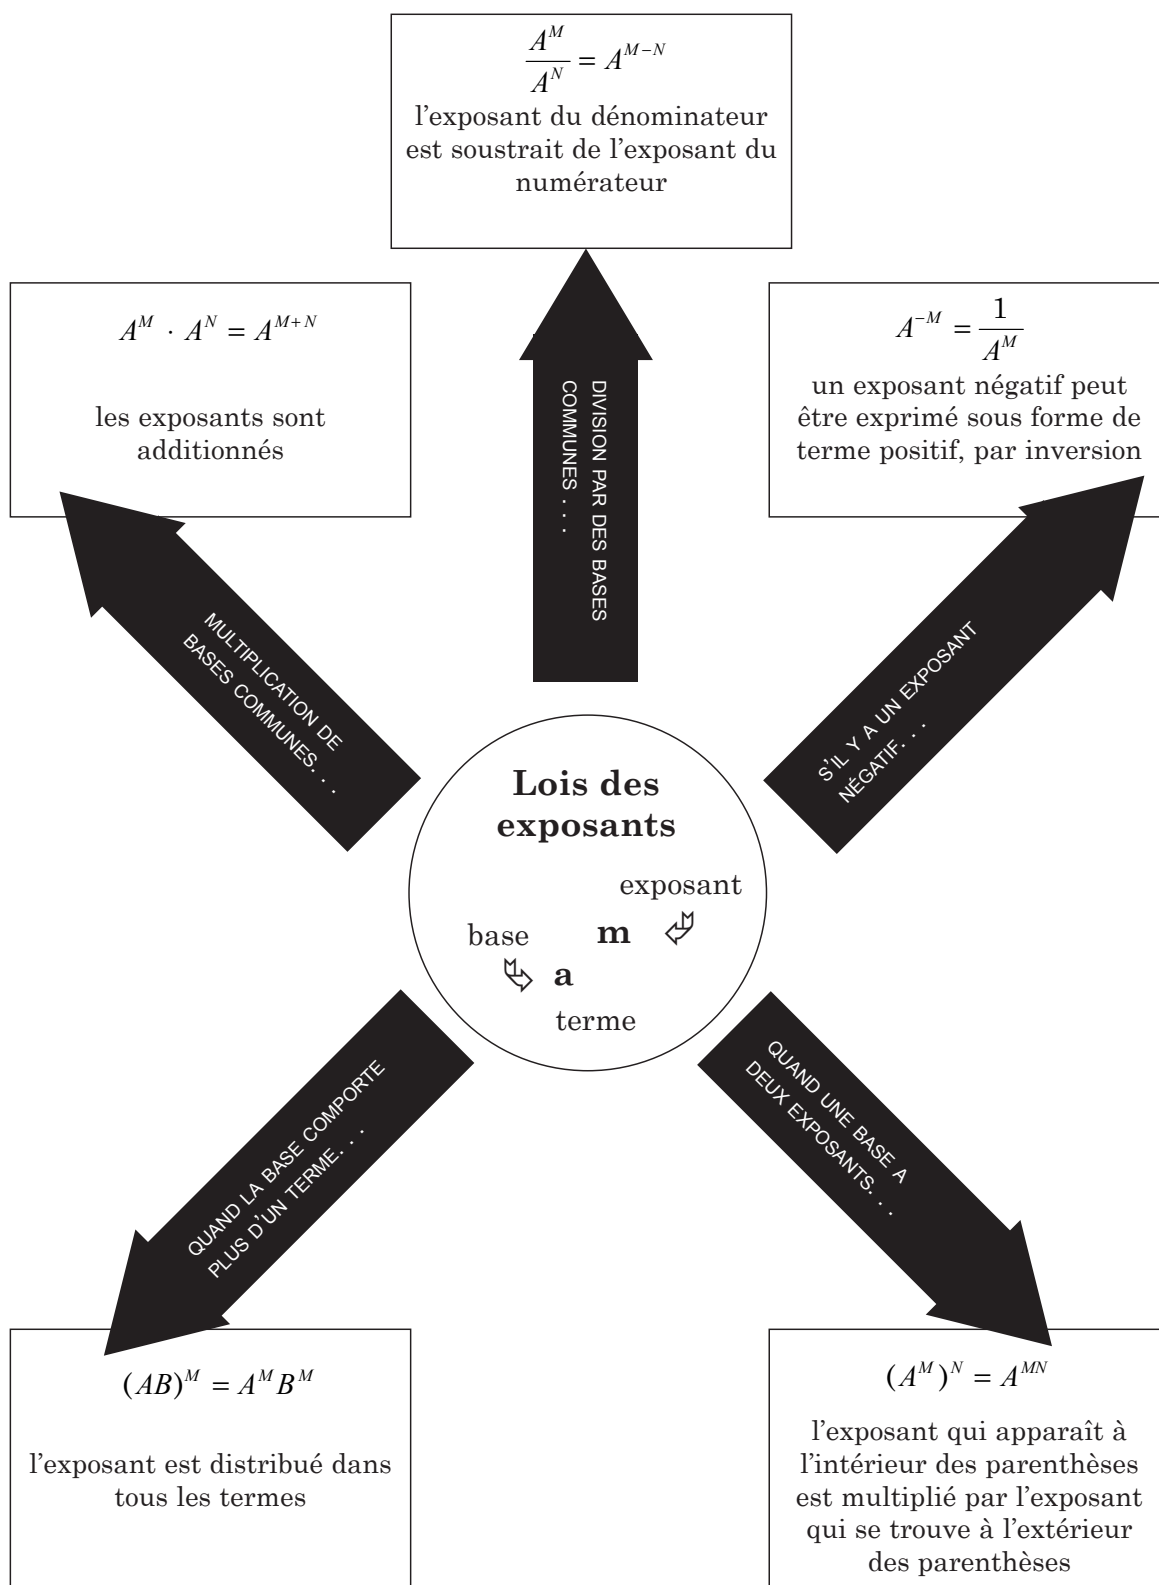 A^M / A^N = A^{M−N}
l'exposant du dénominateur
est soustrait de l'exposant du
numérateur
A^M · A^N = A^{M+N}
les exposants sont
additionnés
A^{−M} = 1 / A^M
un exposant négatif peut
être exprimé sous forme de
terme positif, par inversion
DIVISION PAR DES BASES
COMMUNES . . .
MULTIPLICATION DE
BASES COMMUNES. . .
S'IL Y A UN EXPOSANT
NÉGATIF. . .
Lois des
exposants
exposant
base
m
a
terme
QUAND LA BASE COMPORTE
PLUS D'UN TERME. . .
QUAND UNE BASE A
DEUX EXPOSANTS. . .
(AB)^M = A^M B^M
l'exposant est distribué dans
tous les termes
(A^M)^N = A^{MN}
l'exposant qui apparaît à
l'intérieur des parenthèses
est multiplié par l'exposant
qui se trouve à l'extérieur
des parenthèses